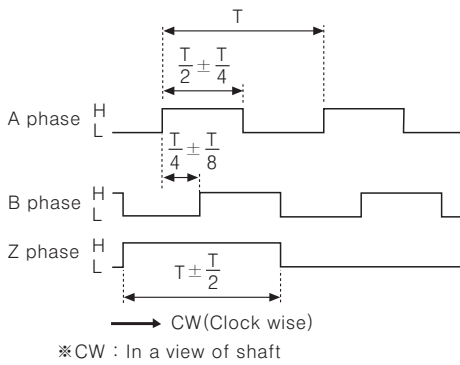 T
T/2 ± T/4
A phase H
L
T/4 ± T/8
B phase H
L
Z phase H
L
T ± T/2
CW(Clock wise)
※CW : In a view of shaft